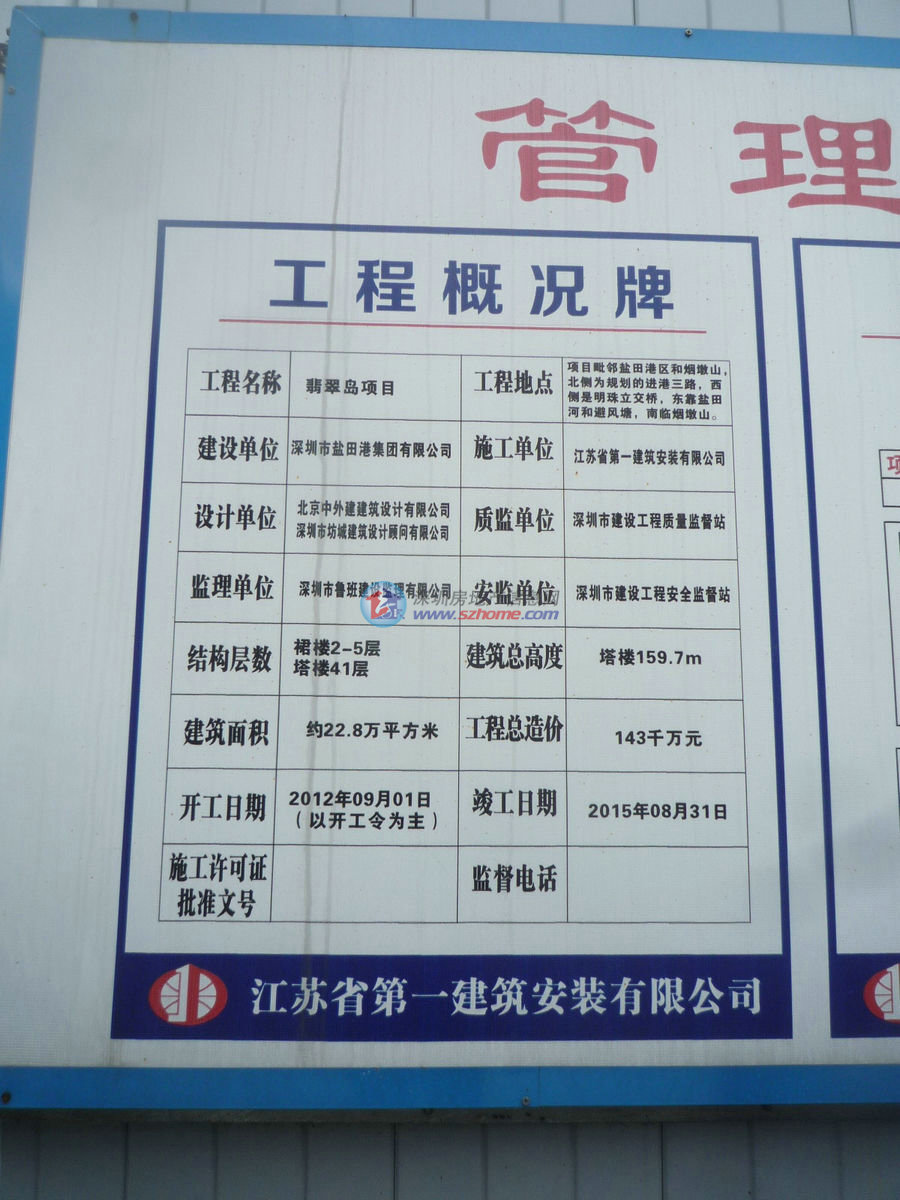 管理
工程概况牌
工程名称
翡翠岛项目
工程地点
项目毗邻盐田港区和烟墩山，
北侧为规划的进港三路，西
侧是明珠立交桥，东靠盐田
河和避风塘，南临烟墩山。
建设单位
深圳市盐田港集团有限公司
施工单位
江苏省第一建筑安装有限公司
设计单位
北京中外建建筑设计有限公司
深圳市坊城建筑设计顾问有限公司
质监单位
深圳市建设工程质量监督站
监理单位
深圳市鲁班建设监理有限公司
安监单位
深圳市建设工程安全监督站
深圳房地产信息网
www.szhome.com
结构层数
裙楼2-5层
塔楼41层
建筑总高度
塔楼159.7m
建筑面积
约22.8万平方米
工程总造价
143千万元
开工日期
2012年09月01日
（以开工令为主）
竣工日期
2015年08月31日
施工许可证
批准文号
监督电话
江苏省第一建筑安装有限公司
项